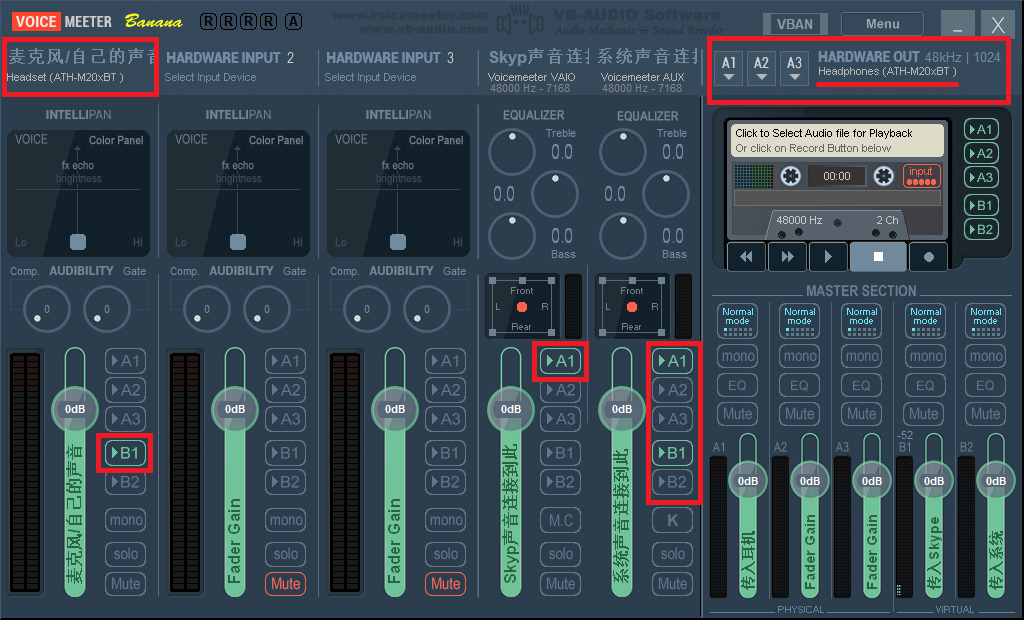 VOICE MEETER Banana R R R R A
www.voicemeeter.com
www.vb-audio.com
VB-AUDIO Software
Audio Mechanic & Sound Breeder
VBAN
Menu
_ X
麦克风/自己的声音
Headset (ATH-M20xBT )
HARDWARE INPUT 2
Select Input Device
HARDWARE INPUT 3
Select Input Device
Skyp声音连接
Voicemeeter VAIO
48000 Hz - 7168
系统声音连接
Voicemeeter AUX
48000 Hz - 7168
A1 A2 A3
HARDWARE OUT 48kHz | 1024
Headphones (ATH-M20xBT )
INTELLIPAN
VOICE Color Panel
fx echo
brightness
Lo Hi
INTELLIPAN
VOICE Color Panel
fx echo
brightness
Lo Hi
INTELLIPAN
VOICE Color Panel
fx echo
brightness
Lo Hi
EQUALIZER
Treble
0.0
0.0
0.0
Bass
EQUALIZER
Treble
0.0
0.0
0.0
Bass
Click to Select Audio file for Playback
Or click on Record Button below
00:00
input
48000 Hz 2 Ch
A1
A2
A3
B1
B2
Comp. AUDIBILITY Gate
0 0
Comp. AUDIBILITY Gate
0 0
Comp. AUDIBILITY Gate
0 0
Front
L R
Rear
Front
L R
Rear
0dB
麦克风/自己的声音
A1
A2
A3
B1
B2
mono
solo
Mute
0dB
Fader Gain
A1
A2
A3
B1
B2
mono
solo
Mute
0dB
Fader Gain
A1
A2
A3
B1
B2
mono
solo
Mute
0dB
Skyp声音连接到此
A1
A2
A3
B1
B2
M.C
solo
Mute
0dB
系统声音连接到此
A1
A2
A3
B1
B2
K
solo
Mute
MASTER SECTION
Normal mode
mono
EQ
Mute
A1
0dB
传入耳机
Normal mode
mono
EQ
Mute
A2
0dB
Fader Gain
Normal mode
mono
EQ
Mute
A3
0dB
Fader Gain
Normal mode
mono
EQ
Mute
-52
B1
0dB
传入Skype
Normal mode
mono
EQ
Mute
B2
0dB
传入系统
PHYSICAL
VIRTUAL